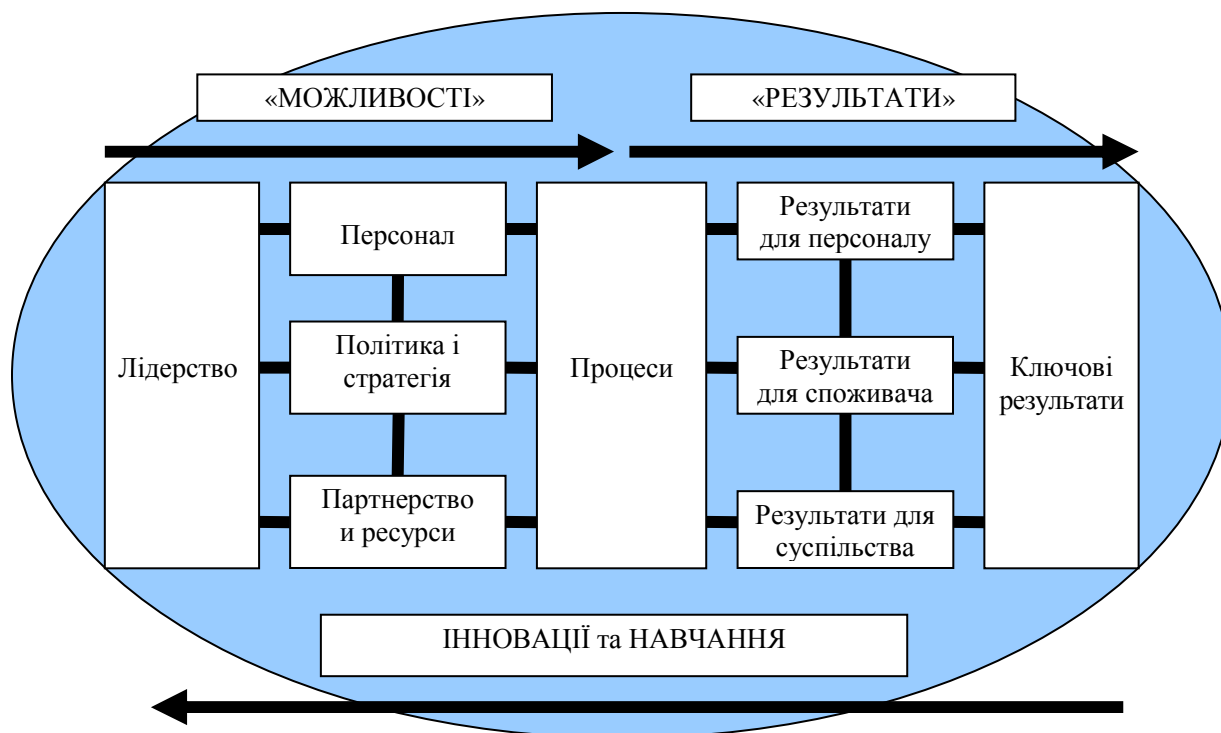 «МОЖЛИВОСТІ»
«РЕЗУЛЬТАТИ»
Лідерство
Персонал
Політика і
стратегія
Партнерство
и ресурси
Процеси
Результати
для персоналу
Результати
для споживача
Результати для
суспільства
Ключові
результати
ІННОВАЦІЇ та НАВЧАННЯ